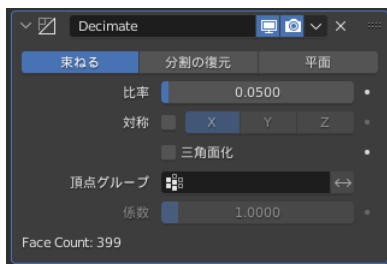 Decimate
束ねる 分割の復元 平面
比率 0.0500
対称 X Y Z
三角面化
頂点グループ
係数 1.0000
Face Count: 399